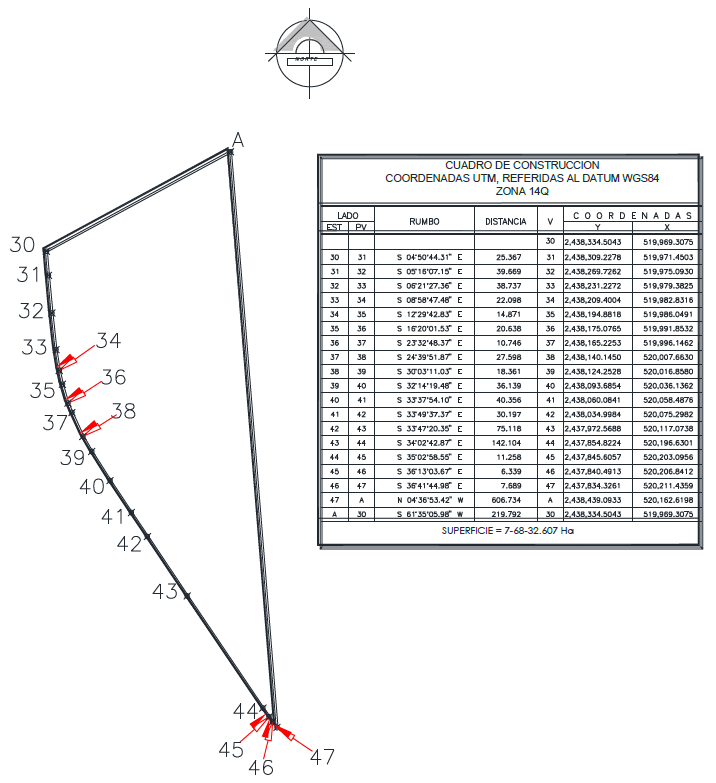 NORTE
A
30
31
32
33
34
35
36
37
38
39
40
41
42
43
44
45
46
47
CUADRO DE CONSTRUCCION
COORDENADAS UTM, REFERIDAS AL DATUM WGS84
ZONA 14Q
LADO RUMBO DISTANCIA V C O O R D E N A D A S
EST PV Y X
30 2,438,334.5043 519,969.3075
30 31 S 04°50'44.31" E 25.367 31 2,438,309.2278 519,971.4503
31 32 S 05°16'07.15" E 39.669 32 2,438,269.7262 519,975.0930
32 33 S 06°21'27.36" E 38.737 33 2,438,231.2272 519,979.3825
33 34 S 08°58'47.48" E 22.098 34 2,438,209.4004 519,982.8316
34 35 S 12°29'42.83" E 14.871 35 2,438,194.8818 519,986.0491
35 36 S 16°20'01.53" E 20.638 36 2,438,175.0765 519,991.8532
36 37 S 23°32'48.37" E 10.746 37 2,438,165.2253 519,996.1462
37 38 S 24°39'51.87" E 27.598 38 2,438,140.1450 520,007.6630
38 39 S 30°03'11.03" E 18.361 39 2,438,124.2528 520,016.8580
39 40 S 32°14'19.48" E 36.139 40 2,438,093.6854 520,036.1362
40 41 S 33°37'54.10" E 40.356 41 2,438,060.0841 520,058.4876
41 42 S 33°49'37.37" E 30.197 42 2,438,034.9984 520,075.2982
42 43 S 33°47'20.35" E 75.118 43 2,437,972.5688 520,117.0738
43 44 S 34°02'42.87" E 142.104 44 2,437,854.8224 520,196.6301
44 45 S 35°02'58.55" E 11.258 45 2,437,845.6057 520,203.0956
45 46 S 36°13'03.67" E 6.339 46 2,437,840.4913 520,206.8412
46 47 S 36°41'44.98" E 7.689 47 2,437,834.3261 520,211.4359
47 A N 04°36'53.42" W 606.734 A 2,438,439.0933 520,162.6198
A 30 S 61°35'05.98" W 219.792 30 2,438,334.5043 519,969.3075
SUPERFICIE = 7-68-32.607 Ha